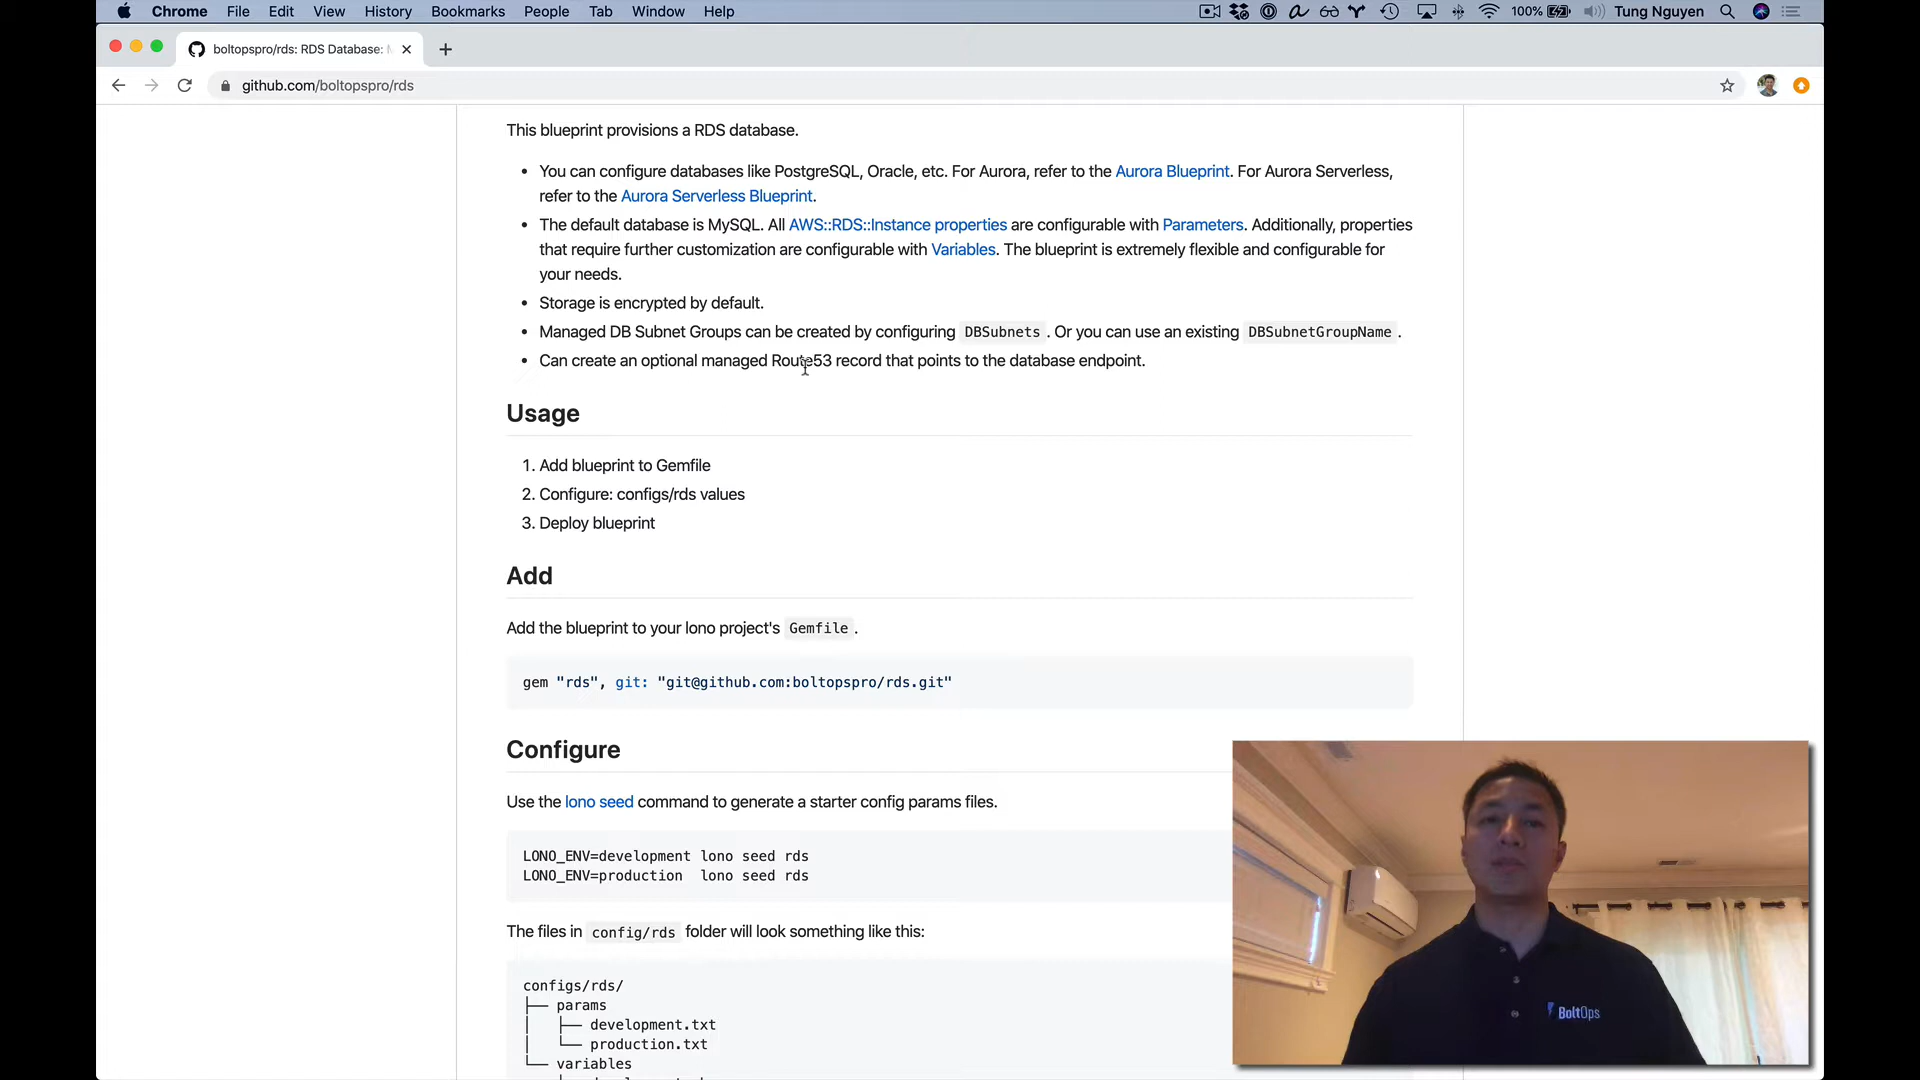 Chrome File Edit View History Bookmarks People Tab Window Help 100% Tung Nguyen
boltopspro/rds: RDS Database:
github.com/boltopspro/rds
This blueprint provisions a RDS database.
• You can configure databases like PostgreSQL, Oracle, etc. For Aurora, refer to the Aurora Blueprint. For Aurora Serverless,
refer to the Aurora Serverless Blueprint.
• The default database is MySQL. All AWS::RDS::Instance properties are configurable with Parameters. Additionally, properties
that require further customization are configurable with Variables. The blueprint is extremely flexible and configurable for
your needs.
• Storage is encrypted by default.
• Managed DB Subnet Groups can be created by configuring DBSubnets. Or you can use an existing DBSubnetGroupName.
• Can create an optional managed Route53 record that points to the database endpoint.
Usage
1. Add blueprint to Gemfile
2. Configure: configs/rds values
3. Deploy blueprint
Add
Add the blueprint to your lono project's Gemfile.
gem "rds", git: "git@github.com:boltopspro/rds.git"
Configure
Use the lono seed command to generate a starter config params files.
LONO_ENV=development lono seed rds
LONO_ENV=production  lono seed rds
The files in config/rds folder will look something like this:
configs/rds/
├── params
│   ├── development.txt
│   └── production.txt
└── variables
BoltOps